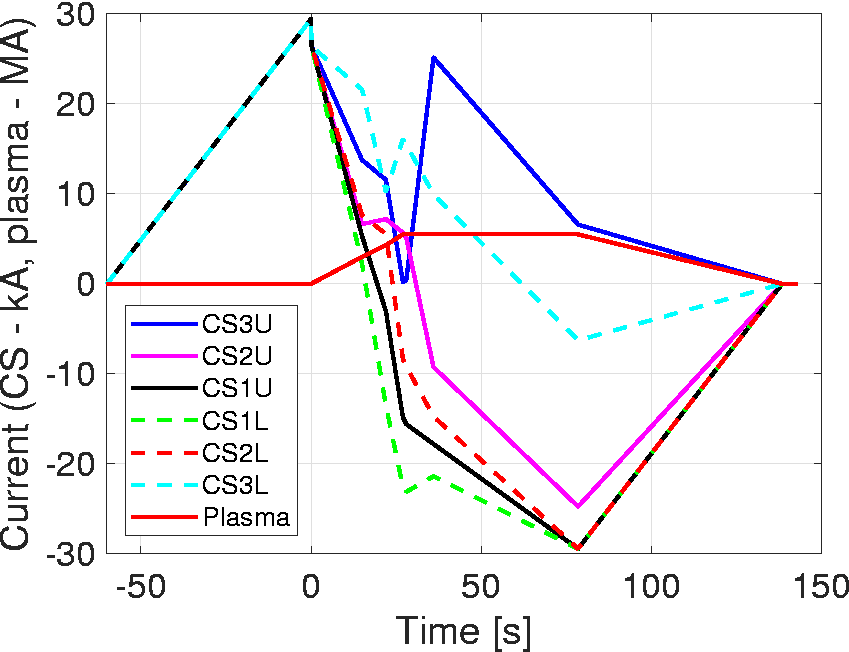 Current (CS - kA, plasma - MA)
30
20
10
0
-10
-20
-30
CS3U
CS2U
CS1U
CS1L
CS2L
CS3L
Plasma
-50
0
50
100
150
Time [s]